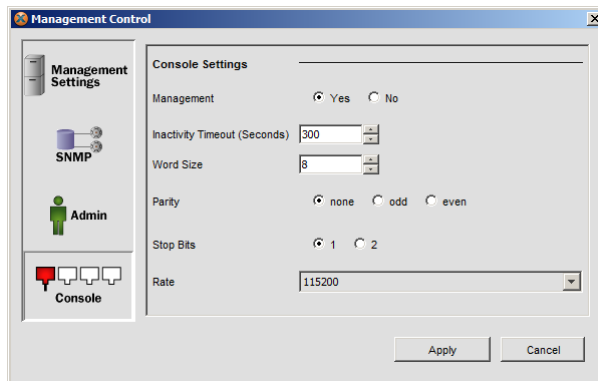 Management Control
Management
Settings
SNMP
Admin
Console
Console Settings
Management Yes No
Inactivity Timeout (Seconds) 300
Word Size 8
Parity none odd even
Stop Bits 1 2
Rate 115200
Apply Cancel